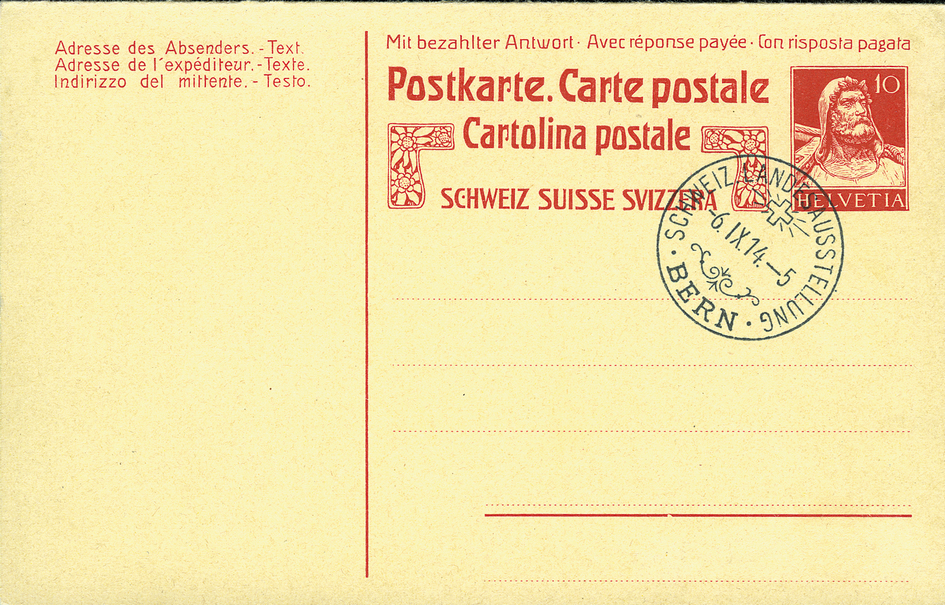 Adresse des Absenders.-Text.
Adresse de l'expéditeur.-Texte.
Indirizzo del mittente.-Testo.
Mit bezahlter Antwort · Avec réponse payée · Con risposta pagata
Postkarte. Carte postale
Cartolina postale
SCHWEIZ SUISSE SVIZZERA
10
HELVETIA
SCHWEIZ LANDESAUSSTELLUNG
-6.IX.14.-5
· BERN ·